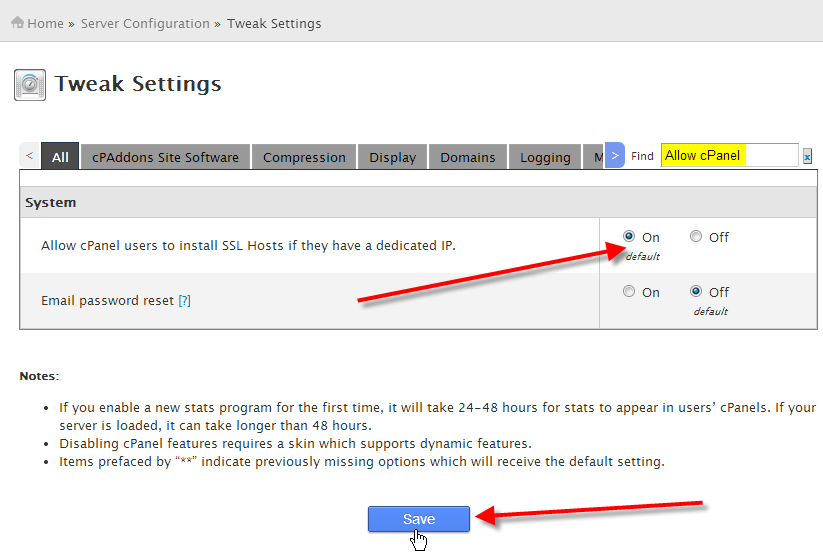 Home » Server Configuration » Tweak Settings
Tweak Settings
< All cPAddons Site Software Compression Display Domains Logging M > Find Allow cPanel x
System
Allow cPanel users to install SSL Hosts if they have a dedicated IP.
On Off
default
Email password reset [?]
On Off
default
Notes:
• If you enable a new stats program for the first time, it will take 24-48 hours for stats to appear in users’ cPanels. If your
server is loaded, it can take longer than 48 hours.
• Disabling cPanel features requires a skin which supports dynamic features.
• Items prefaced by “**” indicate previously missing options which will receive the default setting.
Save